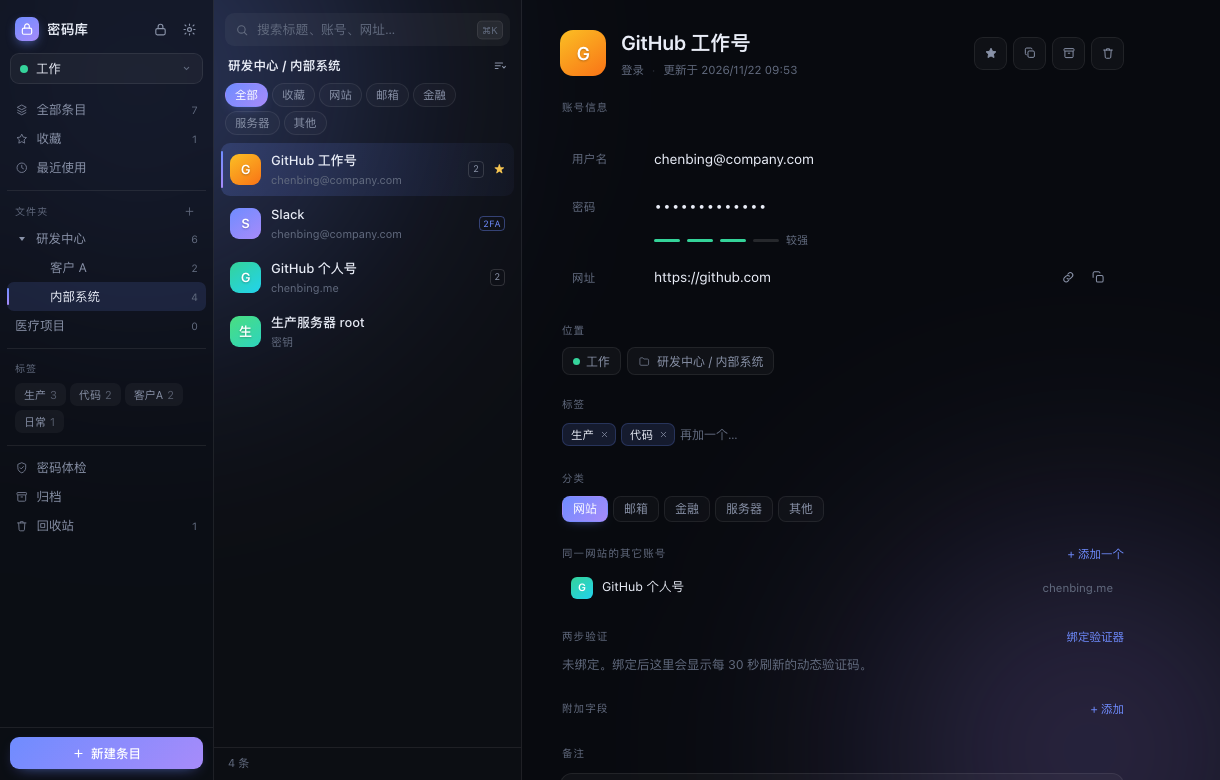 密码库
工作
全部条目 7
收藏 1
最近使用
文件夹
研发中心 6
客户 A 2
内部系统 4
医疗项目 0
标签
生产 3 代码 2 客户A 2
日常 1
密码体检
归档
回收站 1
+ 新建条目
搜索标题、账号、网址... ⌘K
研发中心 / 内部系统
全部 收藏 网站 邮箱 金融
服务器 其他
G GitHub 工作号 2
chenbing@company.com
S Slack 2FA
chenbing@company.com
G GitHub 个人号 2
chenbing.me
生 生产服务器 root
密钥
4 条
G GitHub 工作号
登录 · 更新于 2026/11/22 09:53
账号信息
用户名 chenbing@company.com
密码 •••••••••••••
较强
网址 https://github.com
位置
工作 研发中心 / 内部系统
标签
生产 × 代码 × 再加一个...
分类
网站 邮箱 金融 服务器 其他
同一网站的其它账号 + 添加一个
G GitHub 个人号 chenbing.me
两步验证 绑定验证器
未绑定。绑定后这里会显示每 30 秒刷新的动态验证码。
附加字段 + 添加
备注